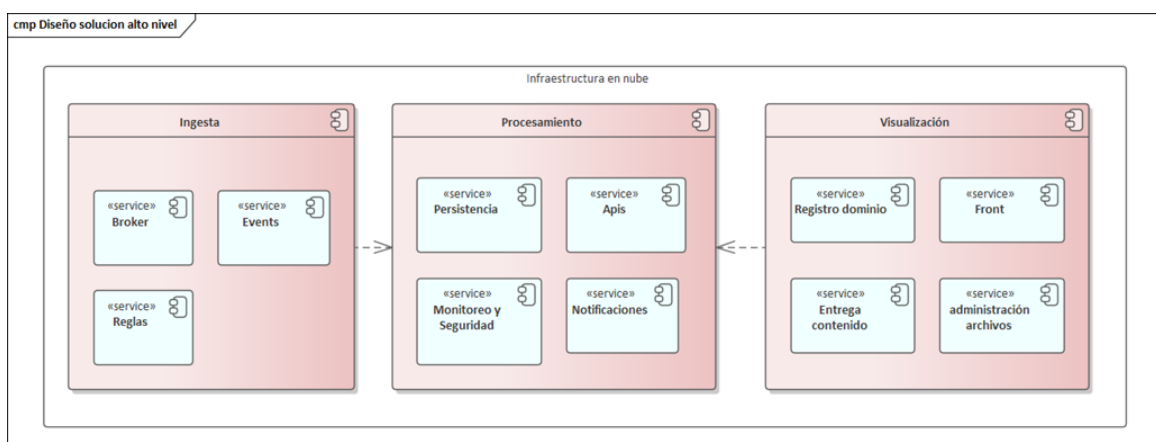 cmp Diseño solucion alto nivel
Infraestructura en nube
Ingesta
«service»
Broker
«service»
Events
«service»
Reglas
Procesamiento
«service»
Persistencia
«service»
Apis
«service»
Monitoreo y
Seguridad
«service»
Notificaciones
Visualización
«service»
Registro dominio
«service»
Front
«service»
Entrega
contenido
«service»
administración
archivos